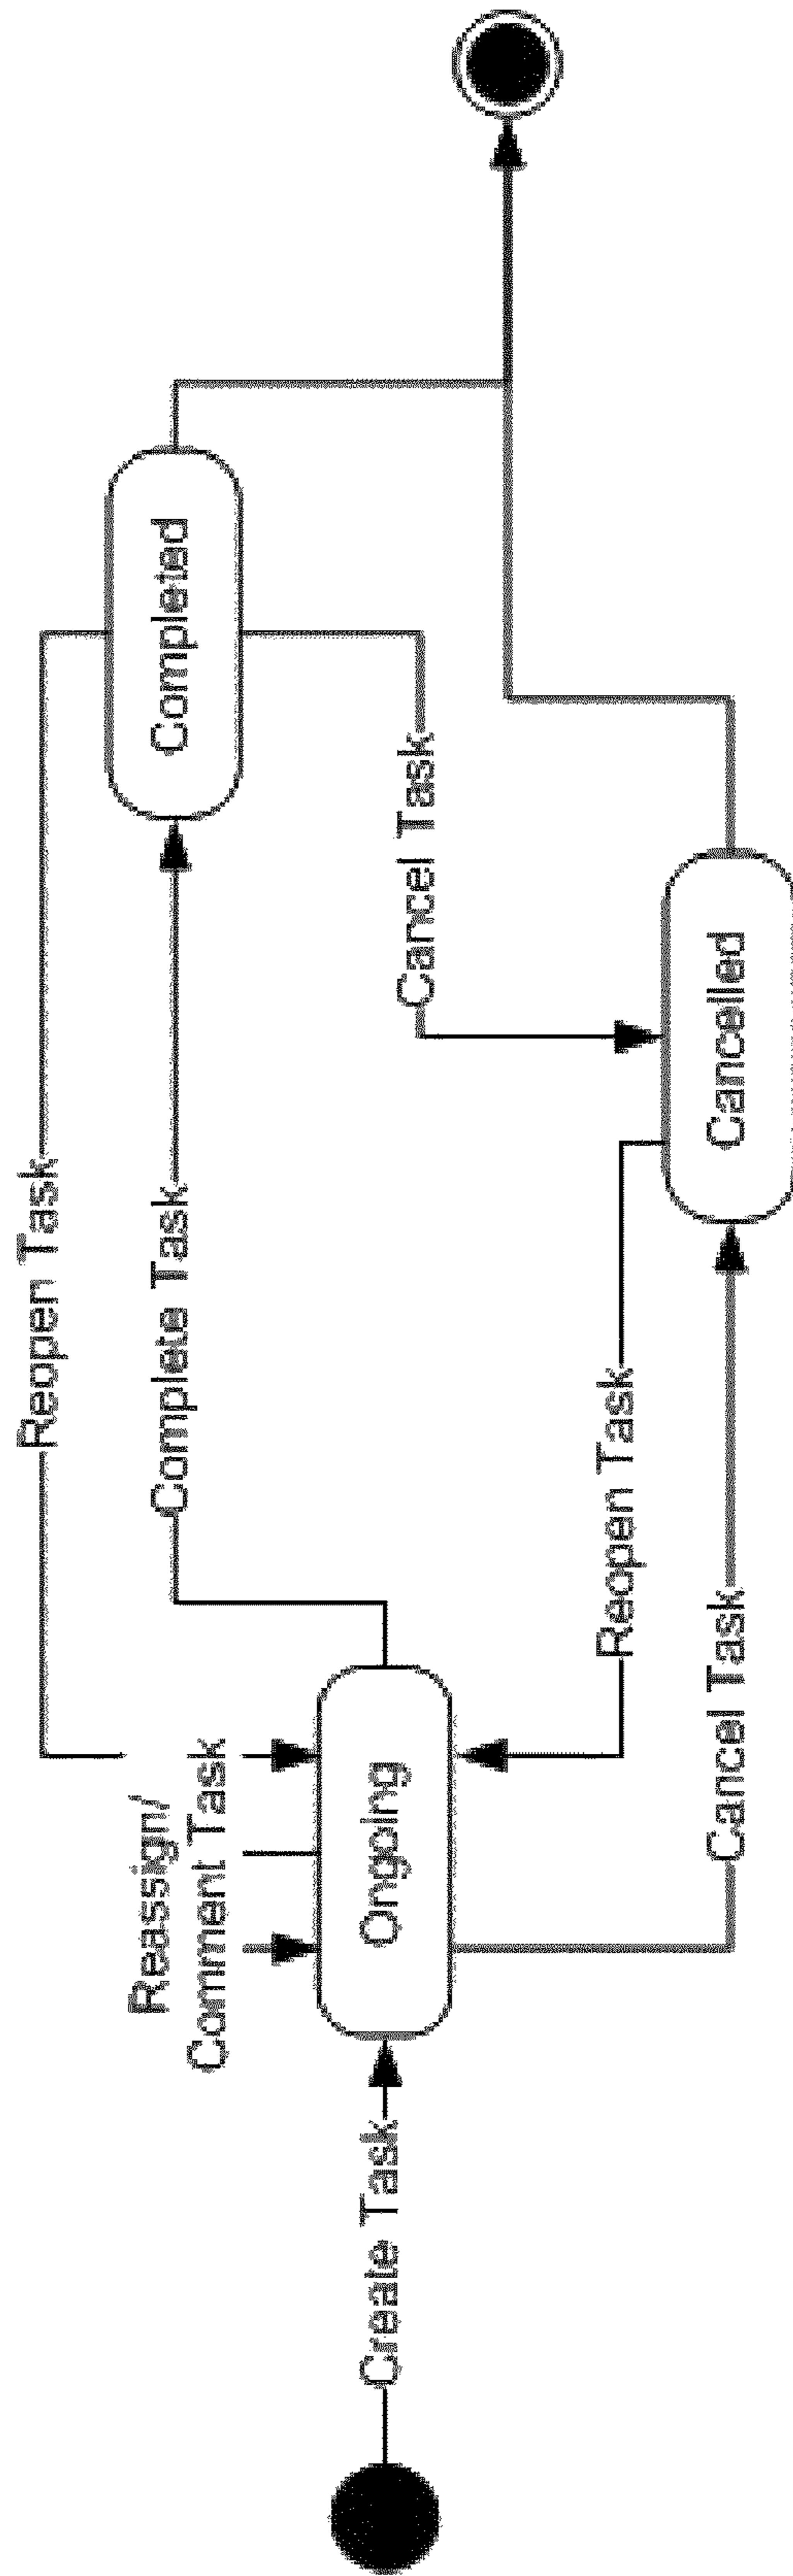 Create Task
Reassign/
Comment Task
Ongoing
Reopen Task
Complete Task
Completed
Cancel Task
Reopen Task
Cancel Task
Cancelled